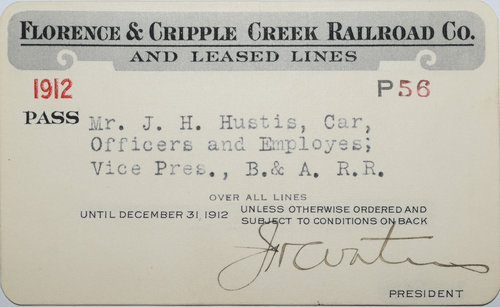 FLORENCE & CRIPPLE CREEK RAILROAD CO.
AND LEASED LINES
1912 P56
PASS Mr. J. H. Hustis, Car,
Officers and Employes;
Vice Pres., B.& A. R.R.
OVER ALL LINES
UNTIL DECEMBER 31, 1912 UNLESS OTHERWISE ORDERED AND
SUBJECT TO CONDITIONS ON BACK
PRESIDENT